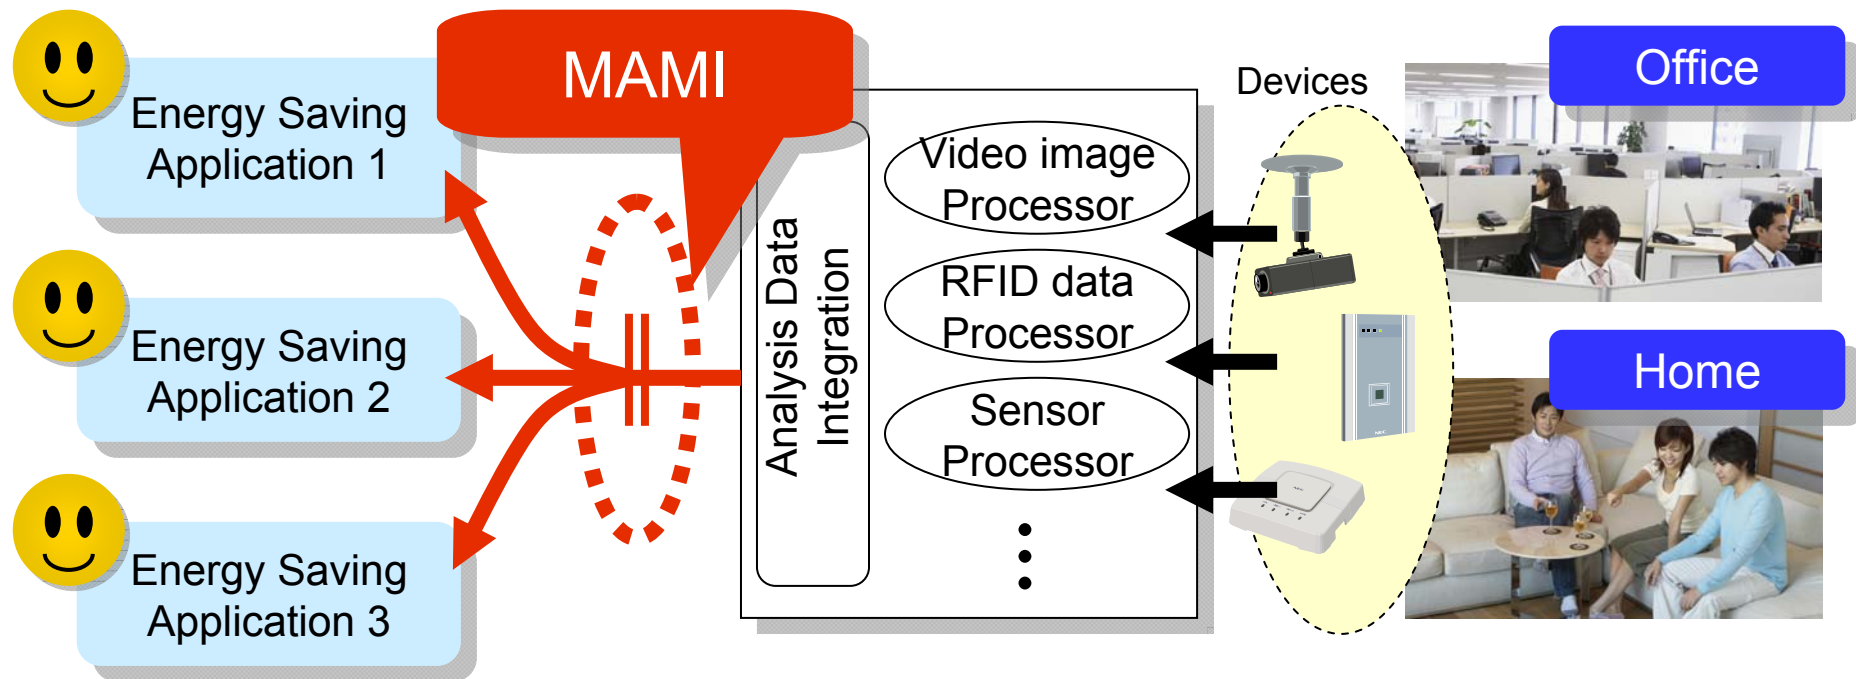 MAMI
Energy Saving
Application 1
Energy Saving
Application 2
Energy Saving
Application 3
Analysis Data
Integration
Video image
Processor
RFID data
Processor
Sensor
Processor
Devices
Office
Home